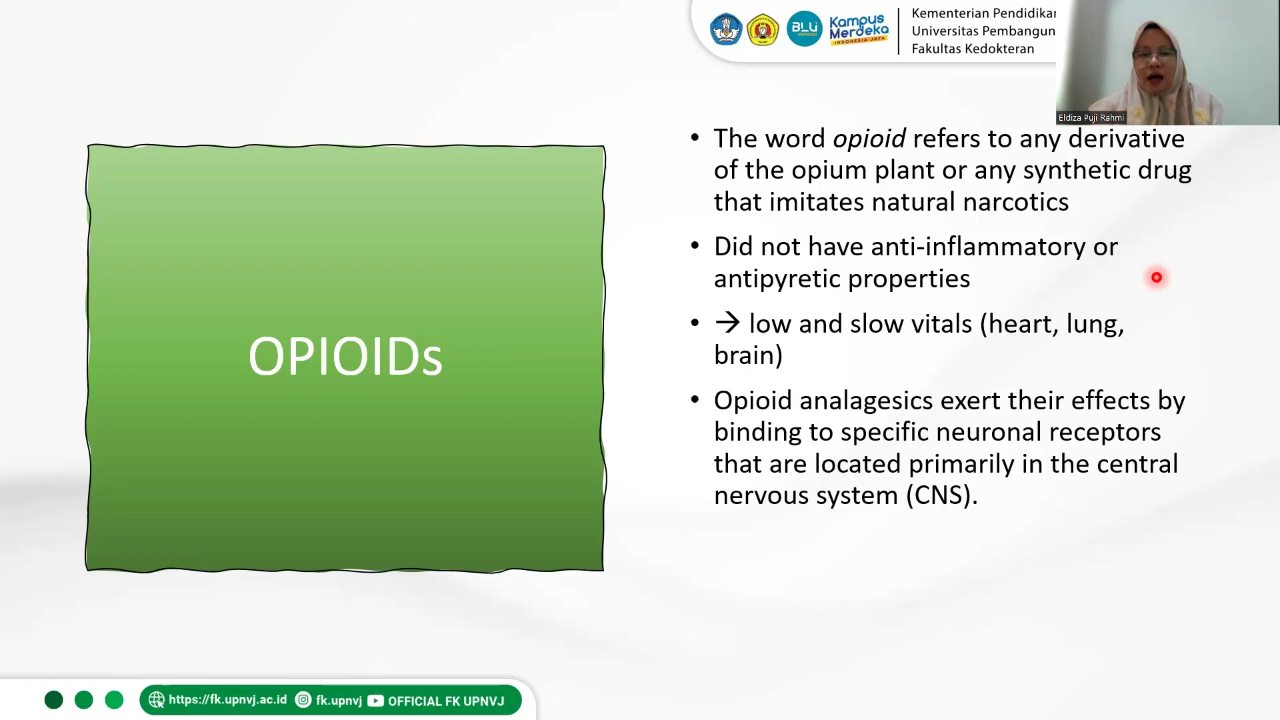 BLU
Kampus
Merdeka
INDONESIA JAYA
Kementerian Pendidikan
Universitas Pembangun
Fakultas Kedokteran
Eldiza Puji Rahmi
OPIOIDs
• The word opioid refers to any derivative
of the opium plant or any synthetic drug
that imitates natural narcotics
• Did not have anti-inflammatory or
antipyretic properties
• → low and slow vitals (heart, lung,
brain)
• Opioid analagesics exert their effects by
binding to specific neuronal receptors
that are located primarily in the central
nervous system (CNS).
https://fk.upnvj.ac.id fk.upnvj OFFICIAL FK UPNVJ